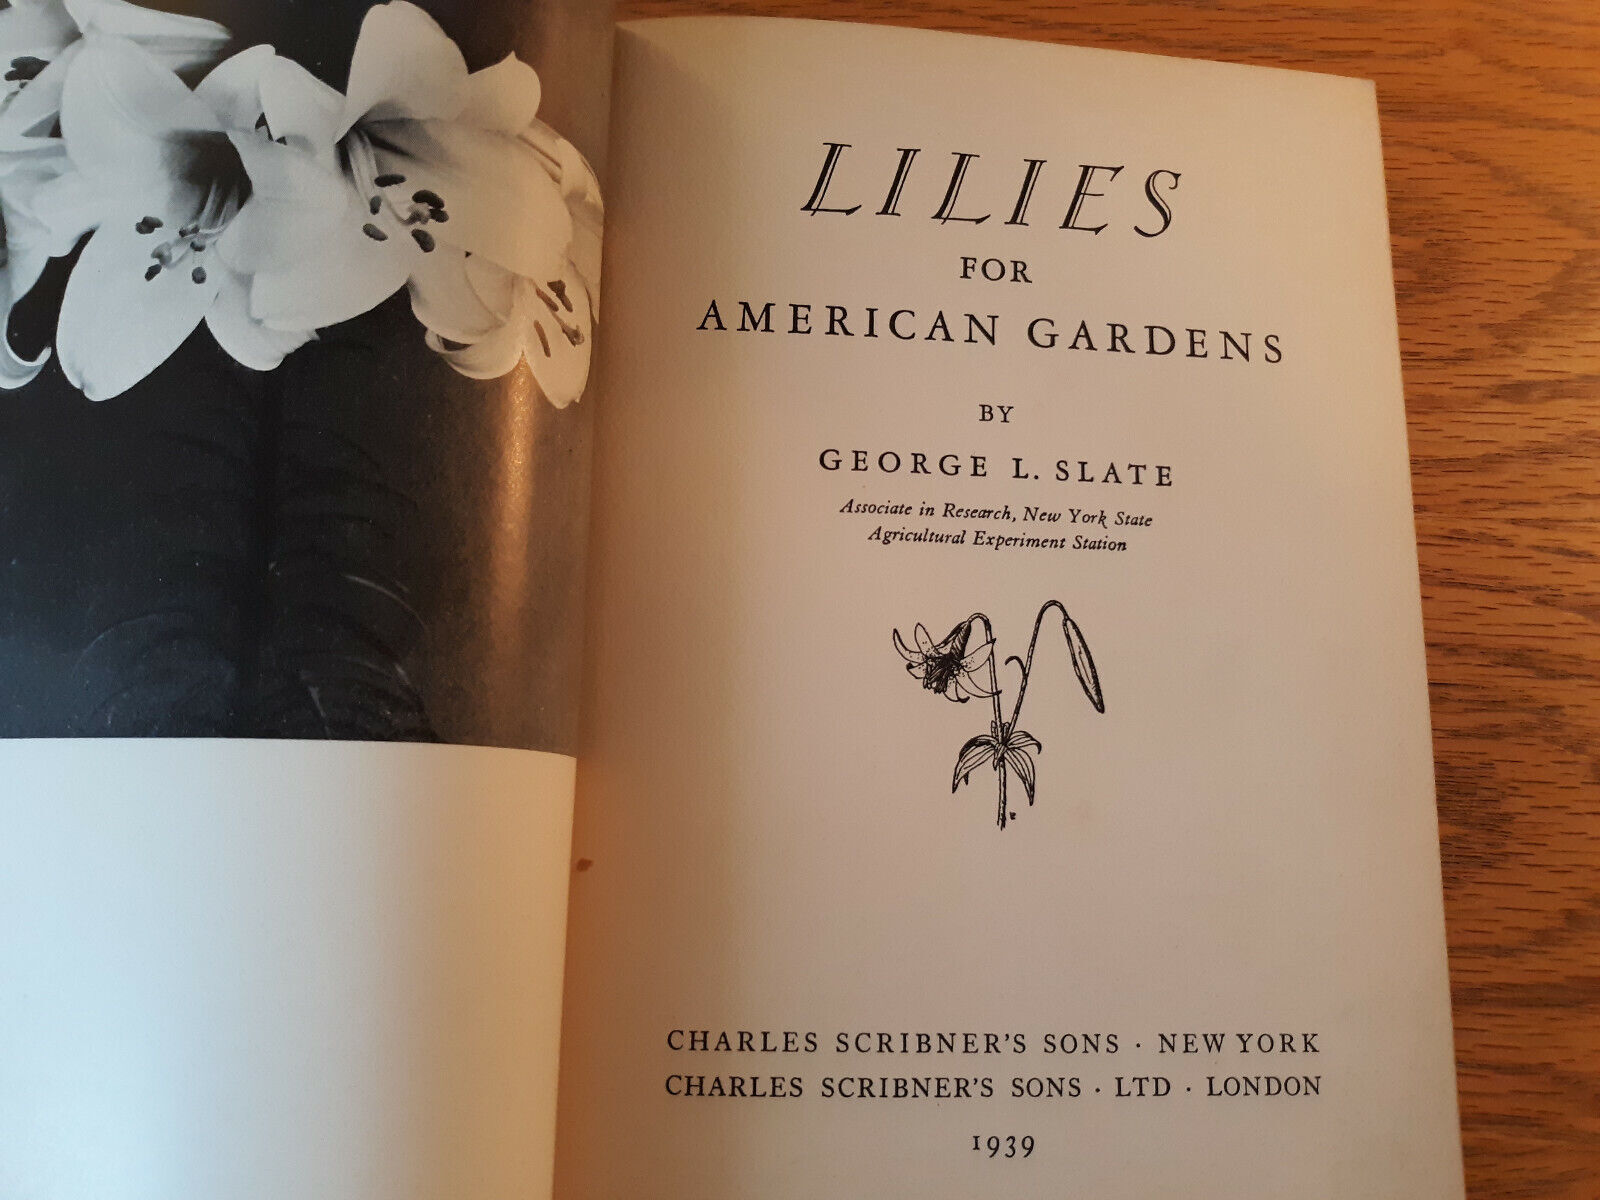 LILIES
FOR
AMERICAN GARDENS
BY
GEORGE L. SLATE
Associate in Research, New York State
Agricultural Experiment Station
CHARLES SCRIBNER'S SONS · NEW YORK
CHARLES SCRIBNER'S SONS · LTD · LONDON
1939